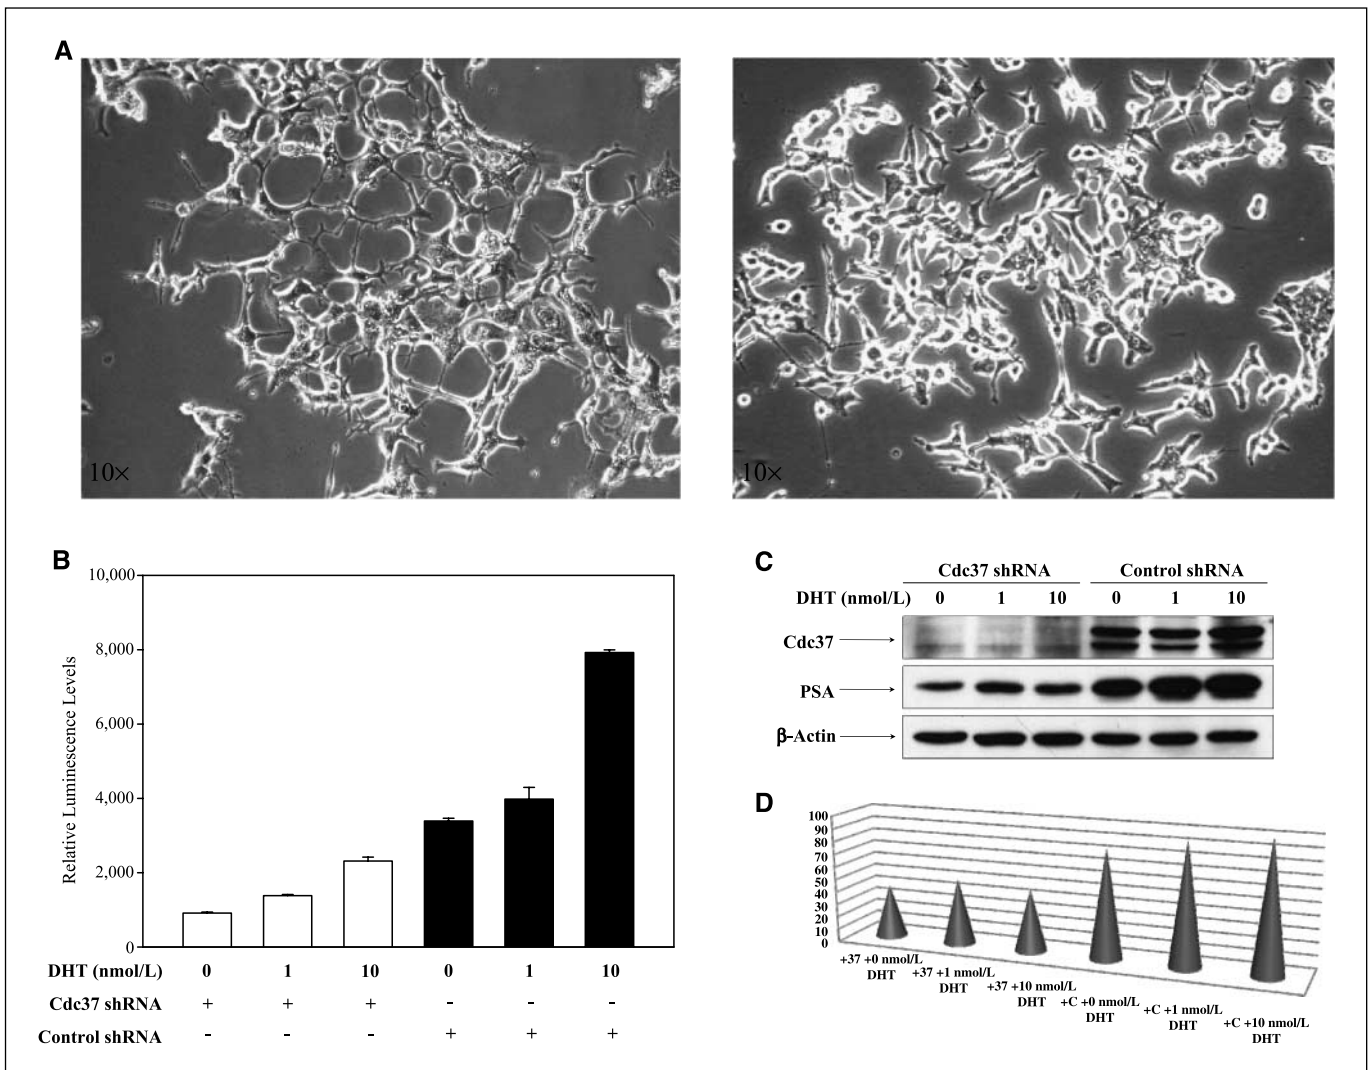 A
10×
10×
B
10,000
8,000
6,000
4,000
2,000
0
Relative Luminescence Levels
DHT (nmol/L) 0 1 10 0 1 10
Cdc37 shRNA + + + - - -
Control shRNA - - - + + +
C
Cdc37 shRNA Control shRNA
DHT (nmol/L) 0 1 10 0 1 10
Cdc37
PSA
β-Actin
D
100
90
80
70
60
50
40
30
20
10
0
+37 +0 nmol/L
DHT
+37 +1 nmol/L
DHT
+37 +10 nmol/L
DHT
+C +0 nmol/L
DHT
+C +1 nmol/L
DHT
+C +10 nmol/L
DHT